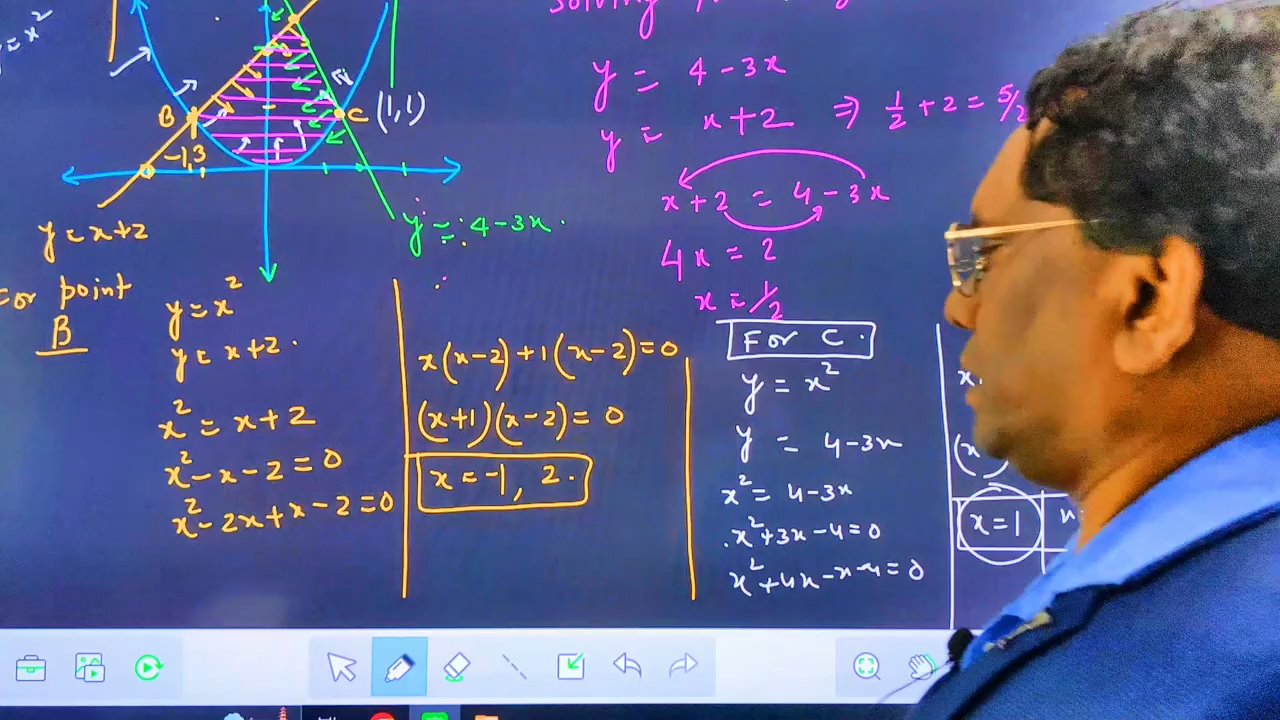 y = x²
B
-1,3
C (1,1)
y = x+2
y = 4-3x
For point
B
y = x²
y = x+2
x² = x+2
x²-x-2=0
x²-2x+x-2=0
x(x-2)+1(x-2)=0
(x+1)(x-2)=0
x=-1, 2
solving
y = 4-3x
y = x+2 ⇒ 1/2+2=5/2
x+2 = 4-3x
4x = 2
x = 1/2
For C.
y = x²
y = 4-3x
x² = 4-3x
x²+3x-4=0
x²+4x-x-4=0
x=1